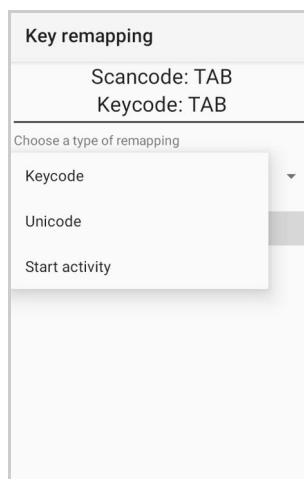 Key remapping
Scancode: TAB
Keycode: TAB
Choose a type of remapping
Keycode
Unicode
Start activity